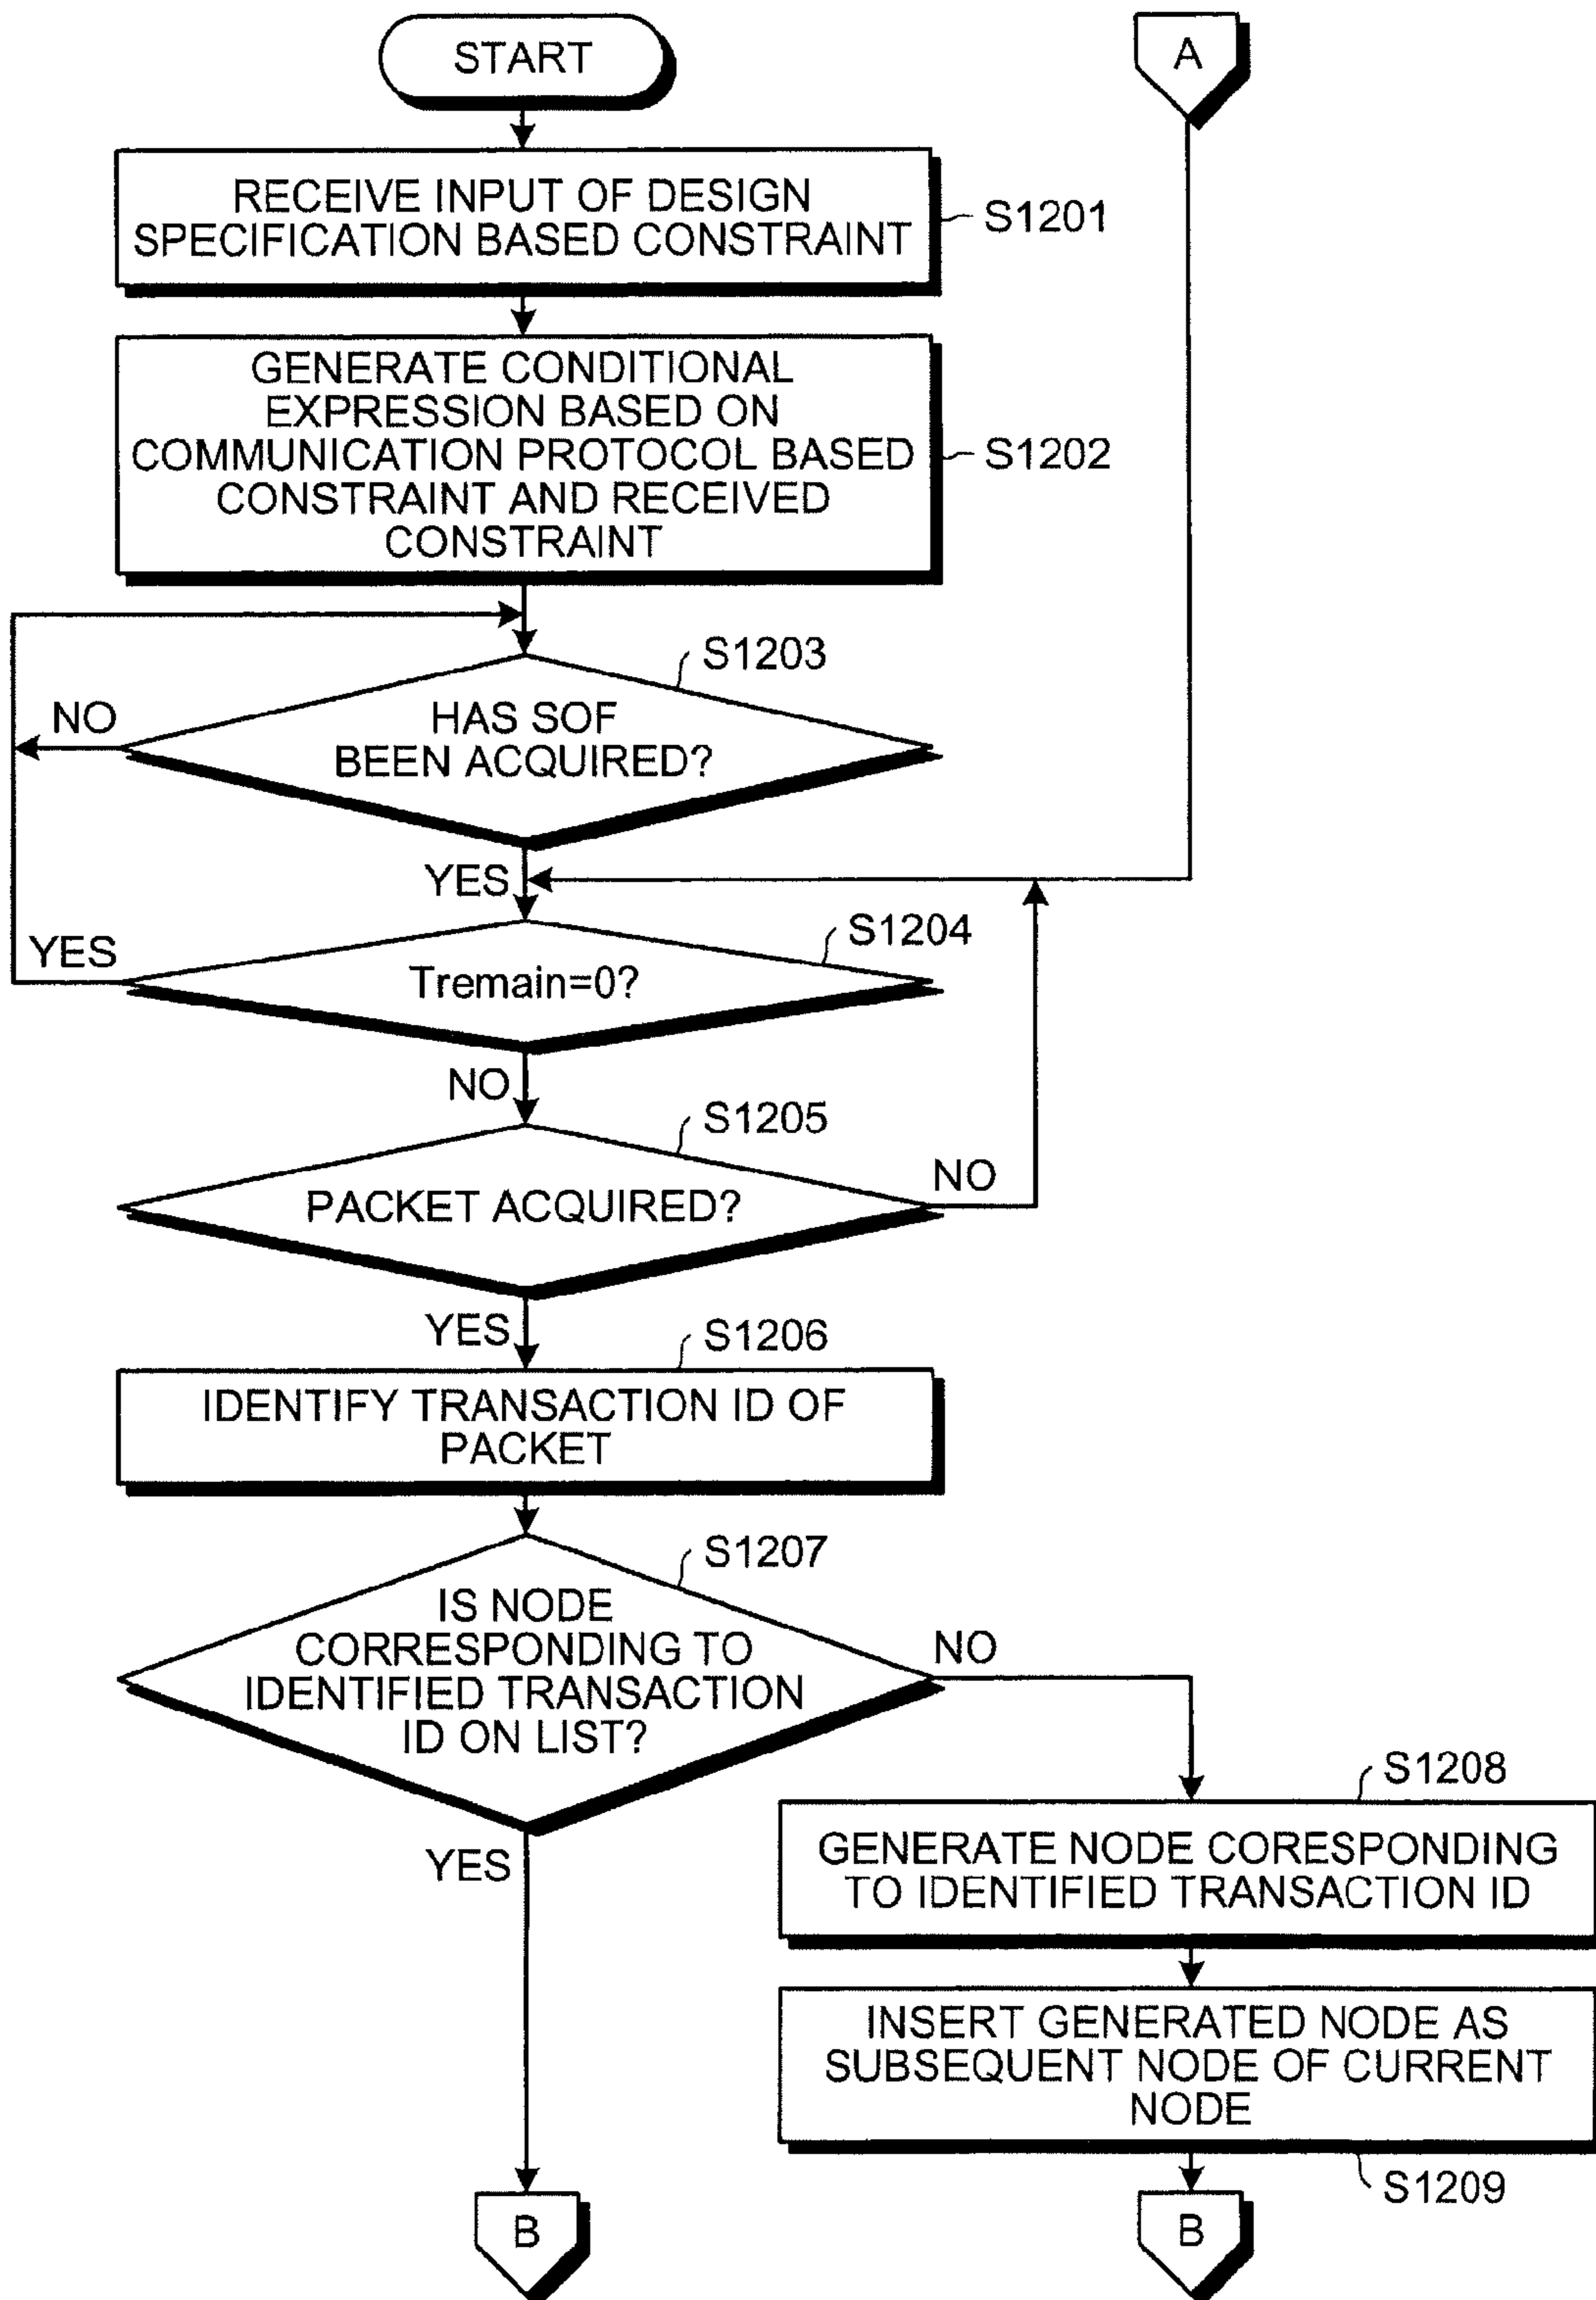 START
A
RECEIVE INPUT OF DESIGN
SPECIFICATION BASED CONSTRAINT
S1201
GENERATE CONDITIONAL
EXPRESSION BASED ON
COMMUNICATION PROTOCOL BASED
CONSTRAINT AND RECEIVED
CONSTRAINT
S1202
S1203
NO
HAS SOF
BEEN ACQUIRED?
YES
S1204
YES
Tremain=0?
NO
S1205
PACKET ACQUIRED?
NO
YES
S1206
IDENTIFY TRANSACTION ID OF
PACKET
S1207
IS NODE
CORRESPONDING TO
IDENTIFIED TRANSACTION
ID ON LIST?
NO
YES
S1208
GENERATE NODE CORESPONDING
TO IDENTIFIED TRANSACTION ID
INSERT GENERATED NODE AS
SUBSEQUENT NODE OF CURRENT
NODE
S1209
B
B